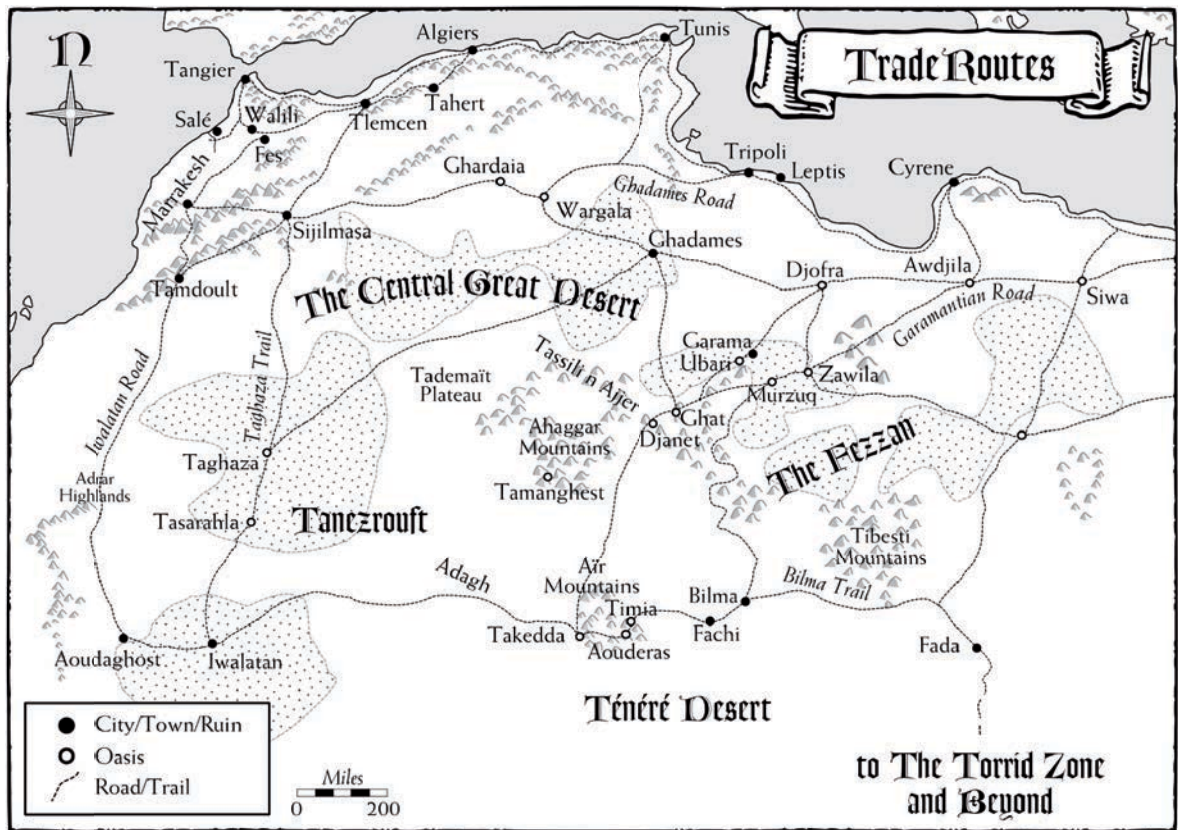 N
Trade Routes
Algiers
Tunis
Tangier
Tahert
Salé
Walili
Tlemcen
Fes
Marrakesh
Ghardaia
Tripoli
Leptis
Cyrene
Ghadames Road
Wargala
Sijilmasa
Ghadames
Tamdoult
Djofra
Awdjila
Siwa
The Central Great Desert
Garamantian Road
Iwalatan Road
Taghaza Trail
Tademaït
Plateau
Tassili n Ajjer
Garama
Ubari
Murzuq
Zawila
Ghat
Djanet
Ahaggar
Mountains
Tamanghest
The Fezzan
Taghaza
Adrar
Highlands
Tasarahla
Tanezrouft
Tibesti
Mountains
Adagh
Aïr
Mountains
Timia
Bilma
Bilma Trail
Takedda
Aouderas
Fachi
Fada
Aoudaghost
Iwalatan
Ténéré Desert
City/Town/Ruin
Oasis
Road/Trail
Miles
0 200
to The Torrid Zone
and Beyond